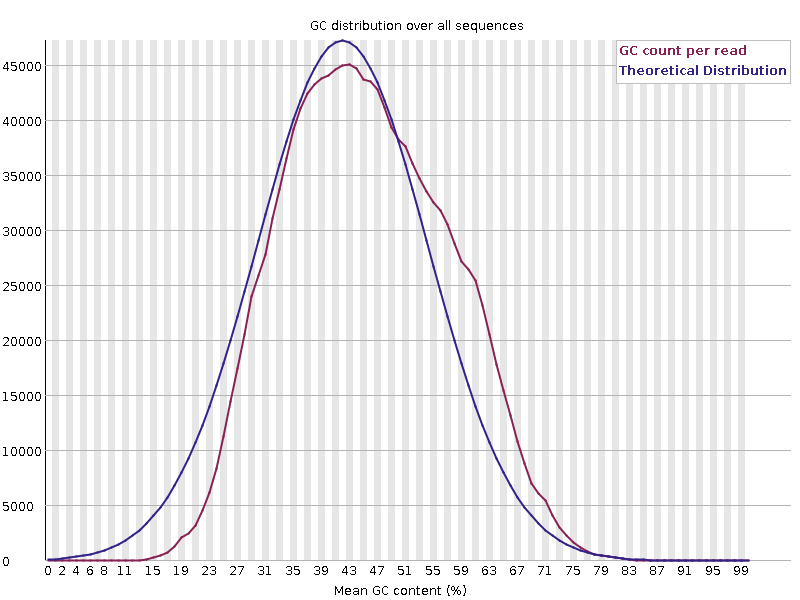 GC distribution over all sequences
GC count per read
Theoretical Distribution
45000
40000
35000
30000
25000
20000
15000
10000
5000
0
0 2 4 6 8 11 15 19 23 27 31 35 39 43 47 51 55 59 63 67 71 75 79 83 87 91 95 99
Mean GC content (%)